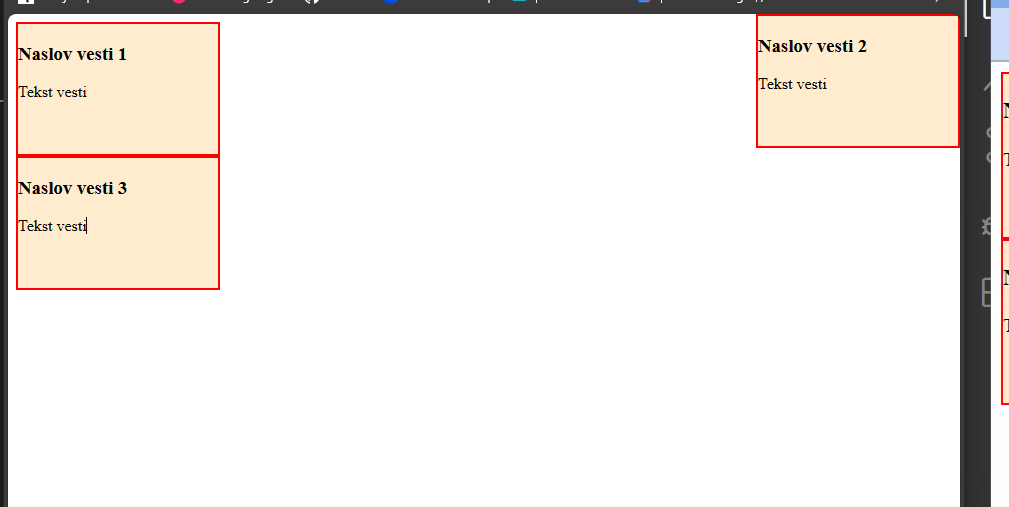 Naslov vesti 1
Tekst vesti
Naslov vesti 2
Tekst vesti
Naslov vesti 3
Tekst vesti